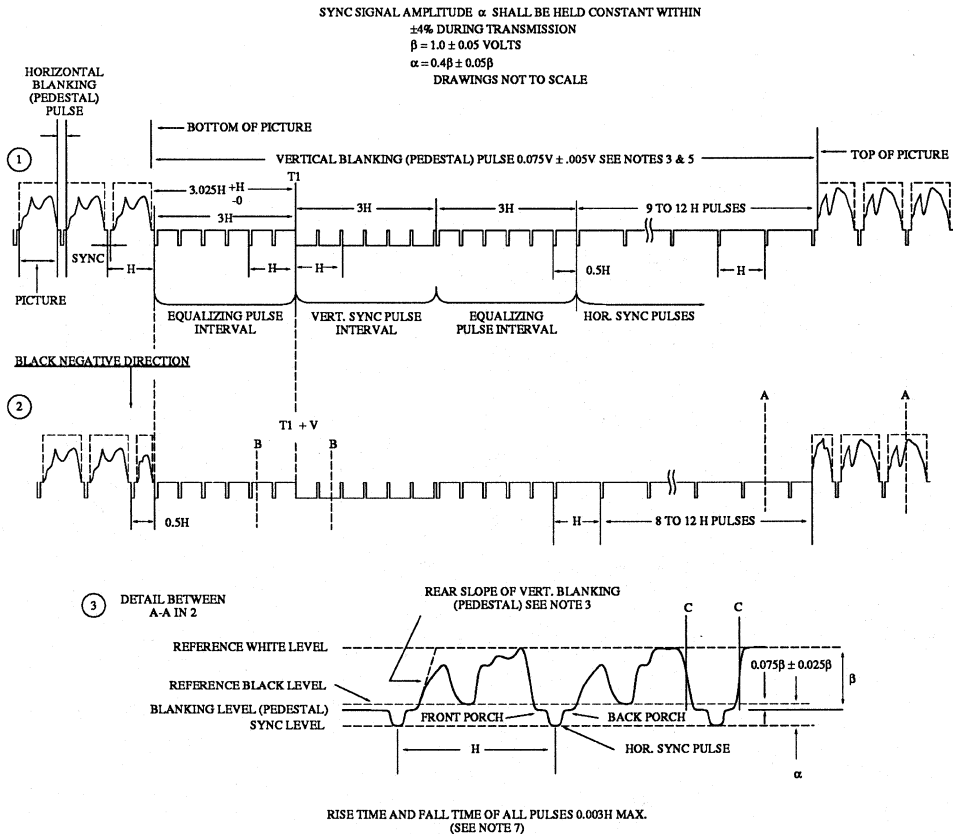 SYNC SIGNAL AMPLITUDE α SHALL BE HELD CONSTANT WITHIN
±4% DURING TRANSMISSION
β = 1.0 ± 0.05 VOLTS
α = 0.4β ± 0.05β
DRAWINGS NOT TO SCALE
HORIZONTAL
BLANKING
(PEDESTAL)
PULSE
BOTTOM OF PICTURE
1
VERTICAL BLANKING (PEDESTAL) PULSE 0.075V ± .005V SEE NOTES 3 & 5
TOP OF PICTURE
T1
3.025H +H
-0
3H
3H
3H
9 TO 12 H PULSES
SYNC
H
H
H
0.5H
H
PICTURE
EQUALIZING PULSE
INTERVAL
VERT. SYNC PULSE
INTERVAL
EQUALIZING
PULSE INTERVAL
HOR. SYNC PULSES
BLACK NEGATIVE DIRECTION
2
A
A
T1 + V
B
B
0.5H
H
8 TO 12 H PULSES
3
DETAIL BETWEEN
A-A IN 2
REAR SLOPE OF VERT. BLANKING
(PEDESTAL) SEE NOTE 3
C
C
REFERENCE WHITE LEVEL
0.075β ± 0.025β
β
REFERENCE BLACK LEVEL
BLANKING LEVEL (PEDESTAL)
SYNC LEVEL
FRONT PORCH
BACK PORCH
H
HOR. SYNC PULSE
α
RISE TIME AND FALL TIME OF ALL PULSES 0.003H MAX.
(SEE NOTE 7)